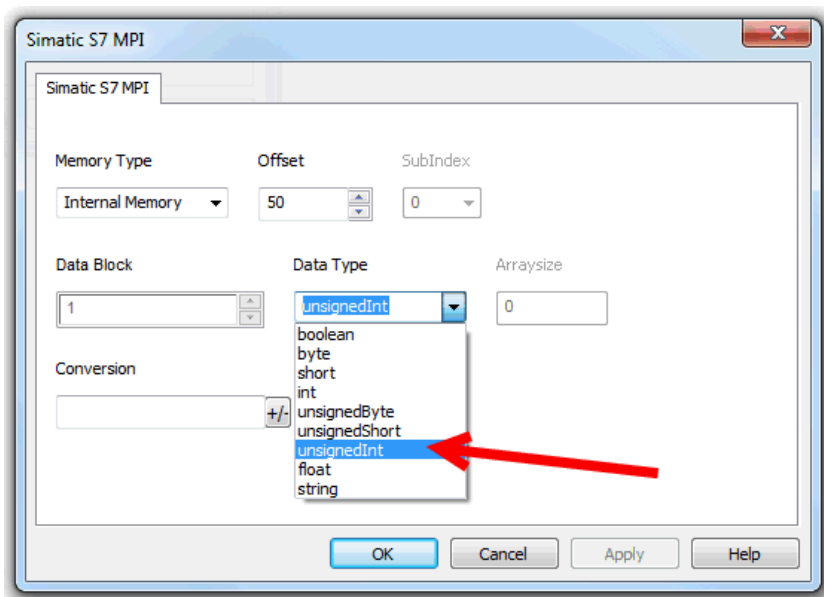 Simatic S7 MPI
Simatic S7 MPI
Memory Type Offset SubIndex
Internal Memory 50 0
Data Block Data Type Arraysize
1 unsignedInt 0
boolean
byte
short
int
unsignedByte
unsignedShort
unsignedInt
float
string
Conversion
+/-
OK Cancel Apply Help